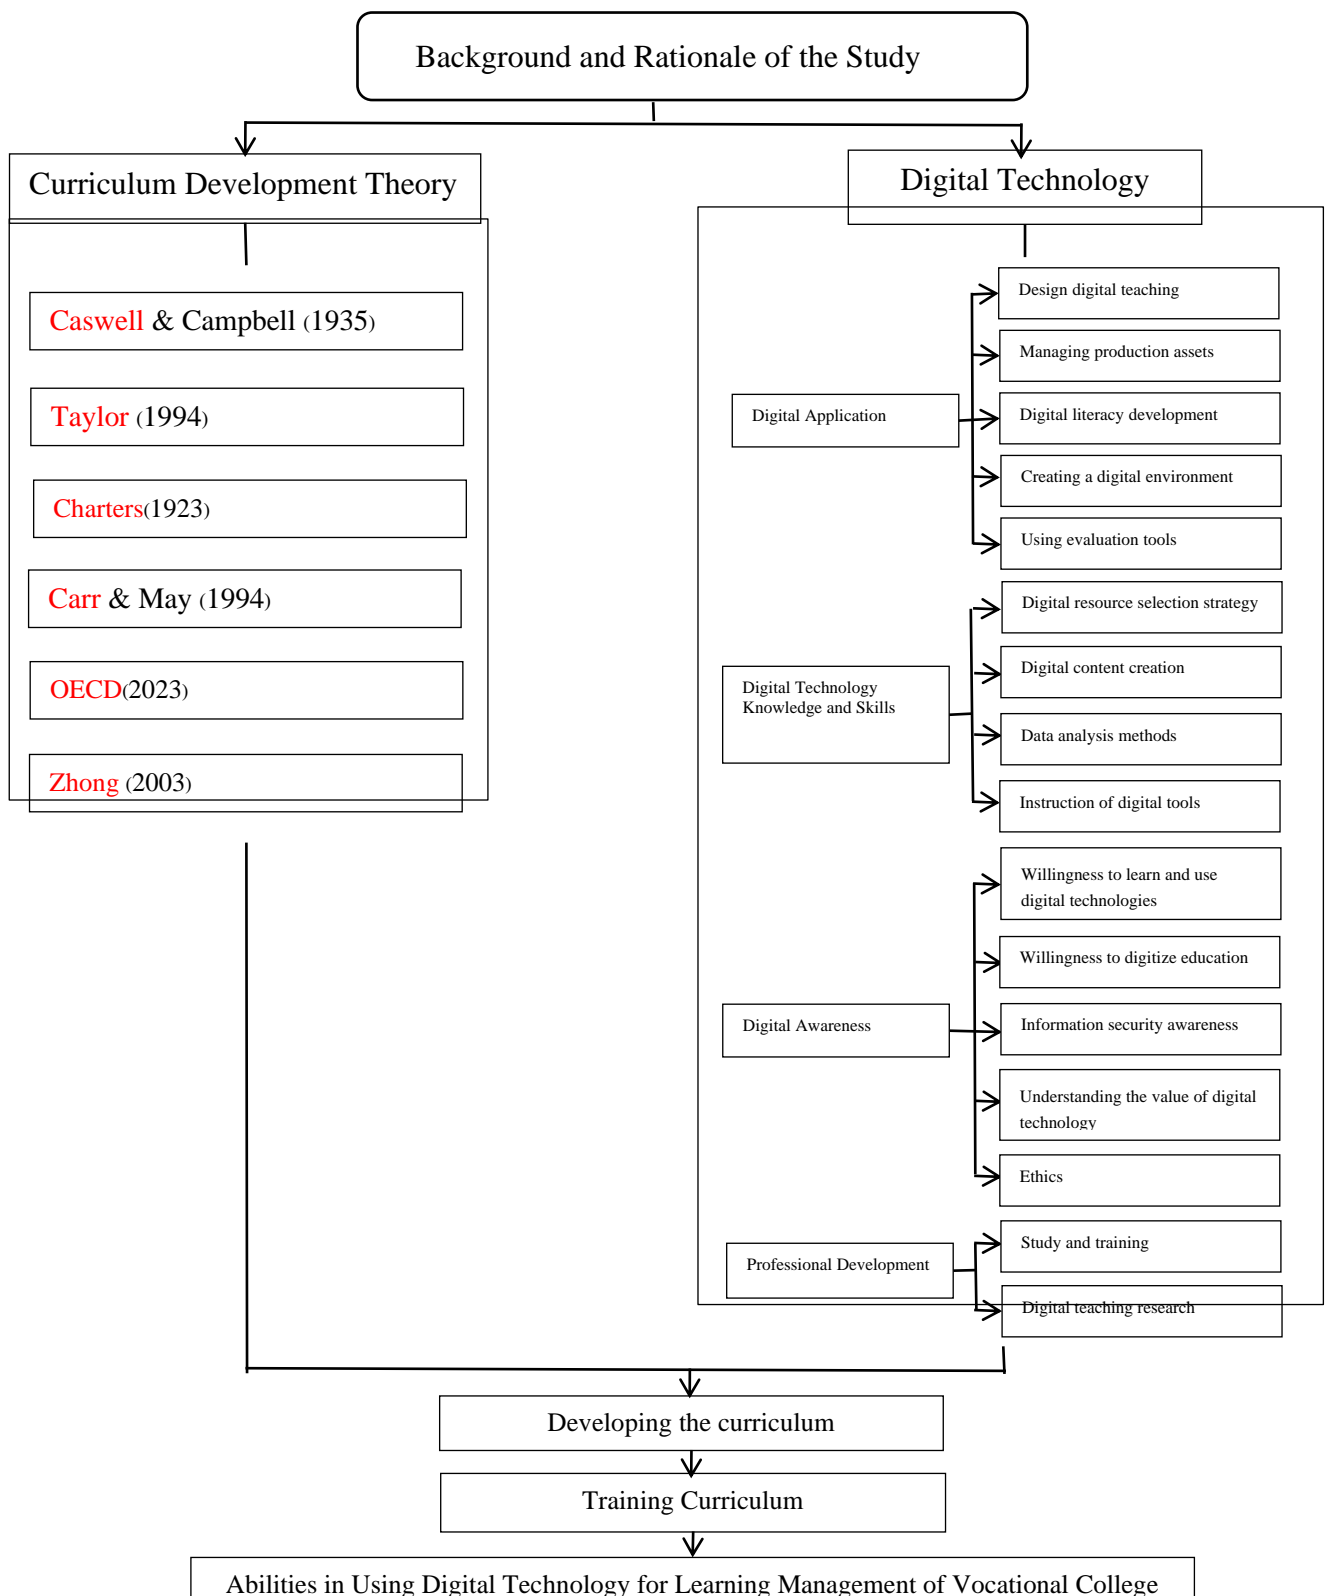 Background and Rationale of the Study
Curriculum Development Theory
Caswell & Campbell (1935)
Taylor (1994)
Charters(1923)
Carr & May (1994)
OECD(2023)
Zhong (2003)
Digital Technology
Digital Application
Design digital teaching
Managing production assets
Digital literacy development
Creating a digital environment
Using evaluation tools
Digital Technology
Knowledge and Skills
Digital resource selection strategy
Digital content creation
Data analysis methods
Instruction of digital tools
Digital Awareness
Willingness to learn and use
digital technologies
Willingness to digitize education
Information security awareness
Understanding the value of digital
technology
Ethics
Professional Development
Study and training
Digital teaching research
Developing the curriculum
Training Curriculum
Abilities in Using Digital Technology for Learning Management of Vocational College